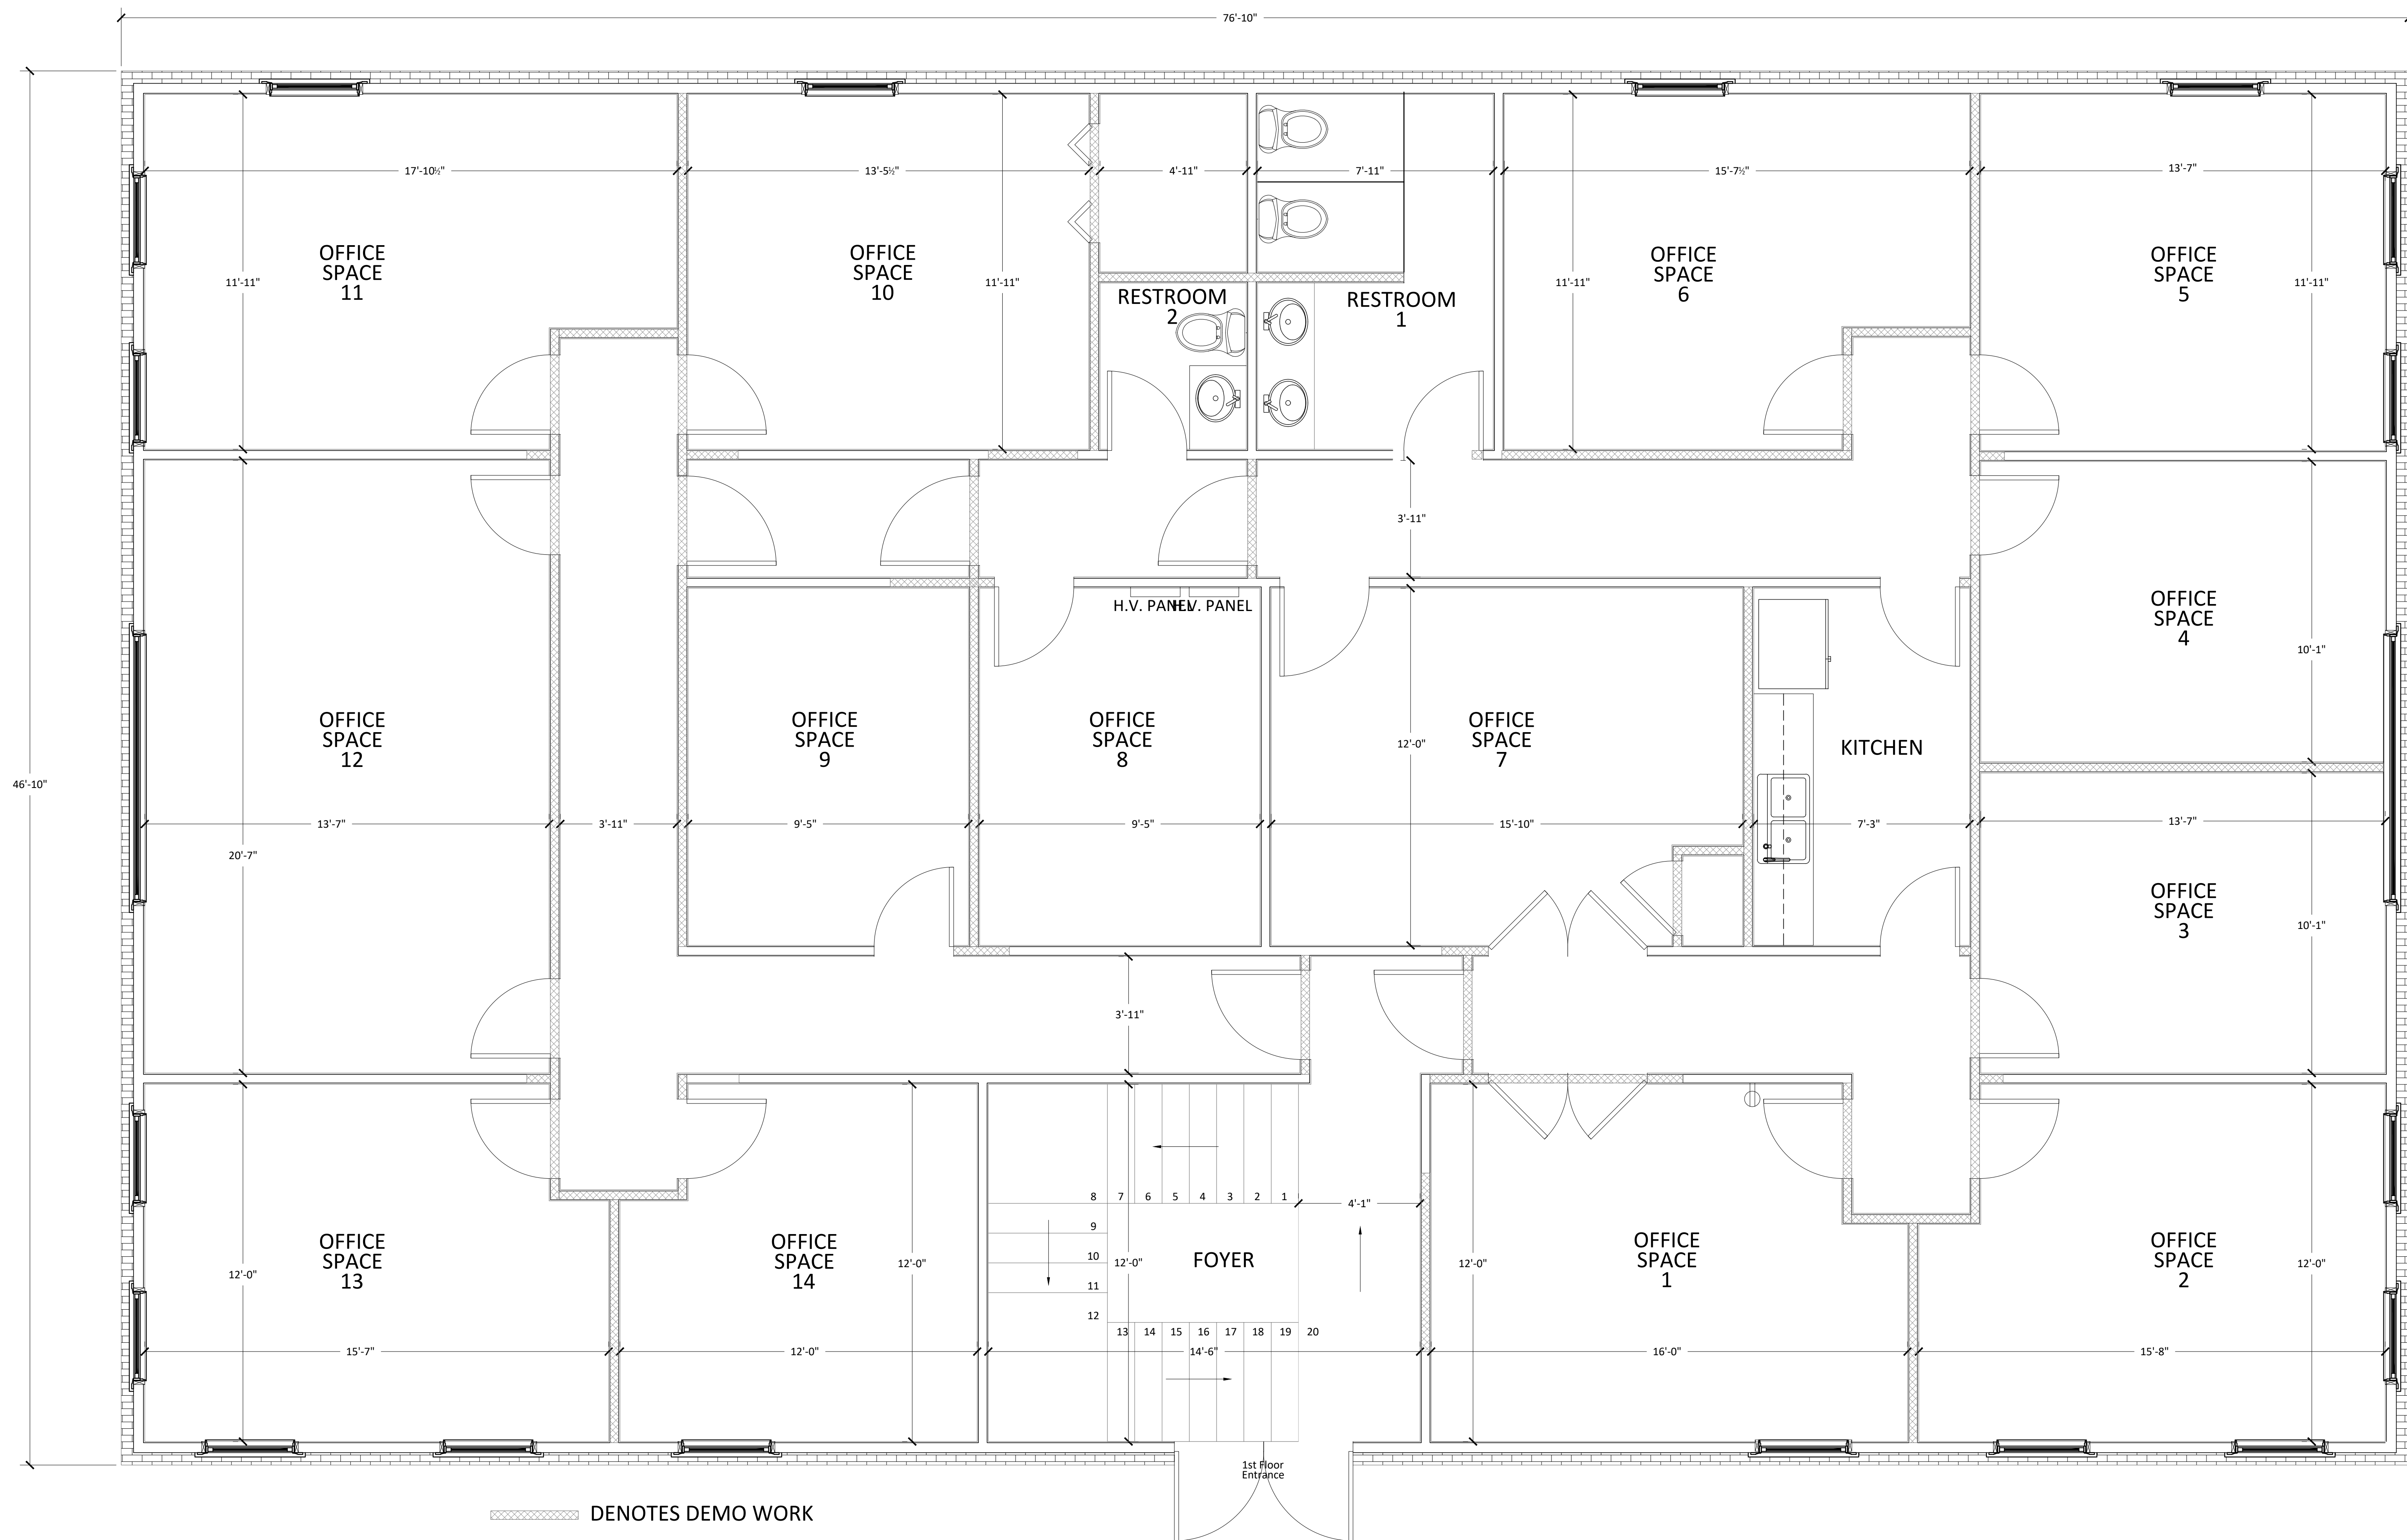 76'-10"
17'-10½"
13'-5½"
4'-11"
7'-11"
15'-7½"
13'-7"
OFFICE
SPACE
11
OFFICE
SPACE
10
OFFICE
SPACE
6
OFFICE
SPACE
5
11'-11"
11'-11"
11'-11"
11'-11"
RESTROOM
2
RESTROOM
1
3'-11"
H.V. PANEL
H.V. PANEL
OFFICE
SPACE
4
10'-1"
OFFICE
SPACE
12
OFFICE
SPACE
9
OFFICE
SPACE
8
OFFICE
SPACE
7
12'-0"
KITCHEN
46'-10"
13'-7"
3'-11"
9'-5"
9'-5"
15'-10"
7'-3"
13'-7"
20'-7"
OFFICE
SPACE
3
10'-1"
3'-11"
8
7
6
5
4
3
2
1
4'-1"
9
10
11
12
12'-0"
FOYER
OFFICE
SPACE
13
12'-0"
OFFICE
SPACE
14
12'-0"
12'-0"
OFFICE
SPACE
1
OFFICE
SPACE
2
12'-0"
13
14
15
16
17
18
19
20
15'-7"
12'-0"
14'-6"
16'-0"
15'-8"
1st Floor
Entrance
DENOTES DEMO WORK